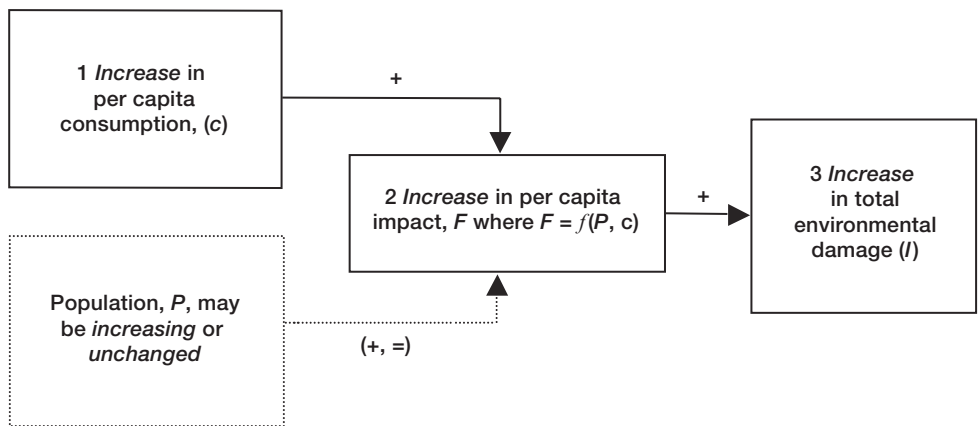 1 Increase in
per capita
consumption, (c)
+
2 Increase in per capita
impact, F where F = f(P, c)
+
3 Increase
in total
environmental
damage (I)
Population, P, may
be increasing or
unchanged
(+, =)